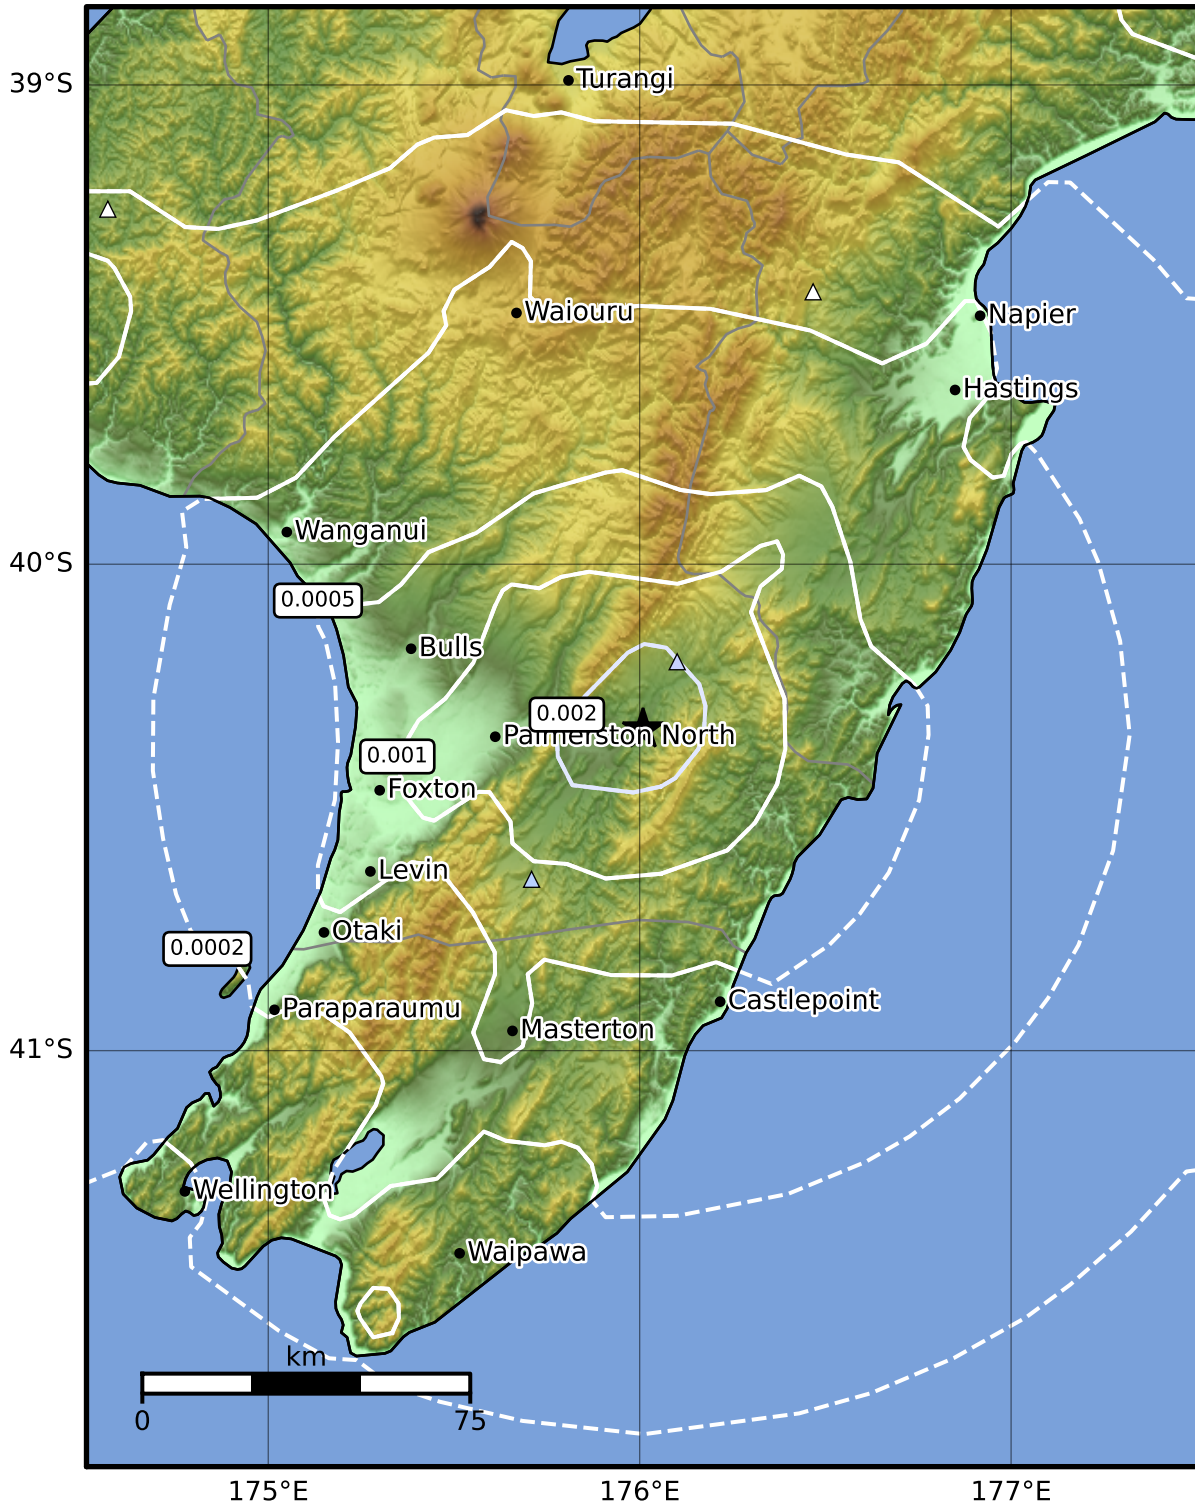 39°S
Turangi
Waiouru
Napier
Hastings
Wanganui
40°S
0.0005
Bulls
0.002
Palmerston North
0.001
Foxton
Levin
Otaki
0.0002
Castlepoint
Paraparaumu
Masterton
41°S
Wellington
Waipawa
km
0 75
175°E 176°E 177°E